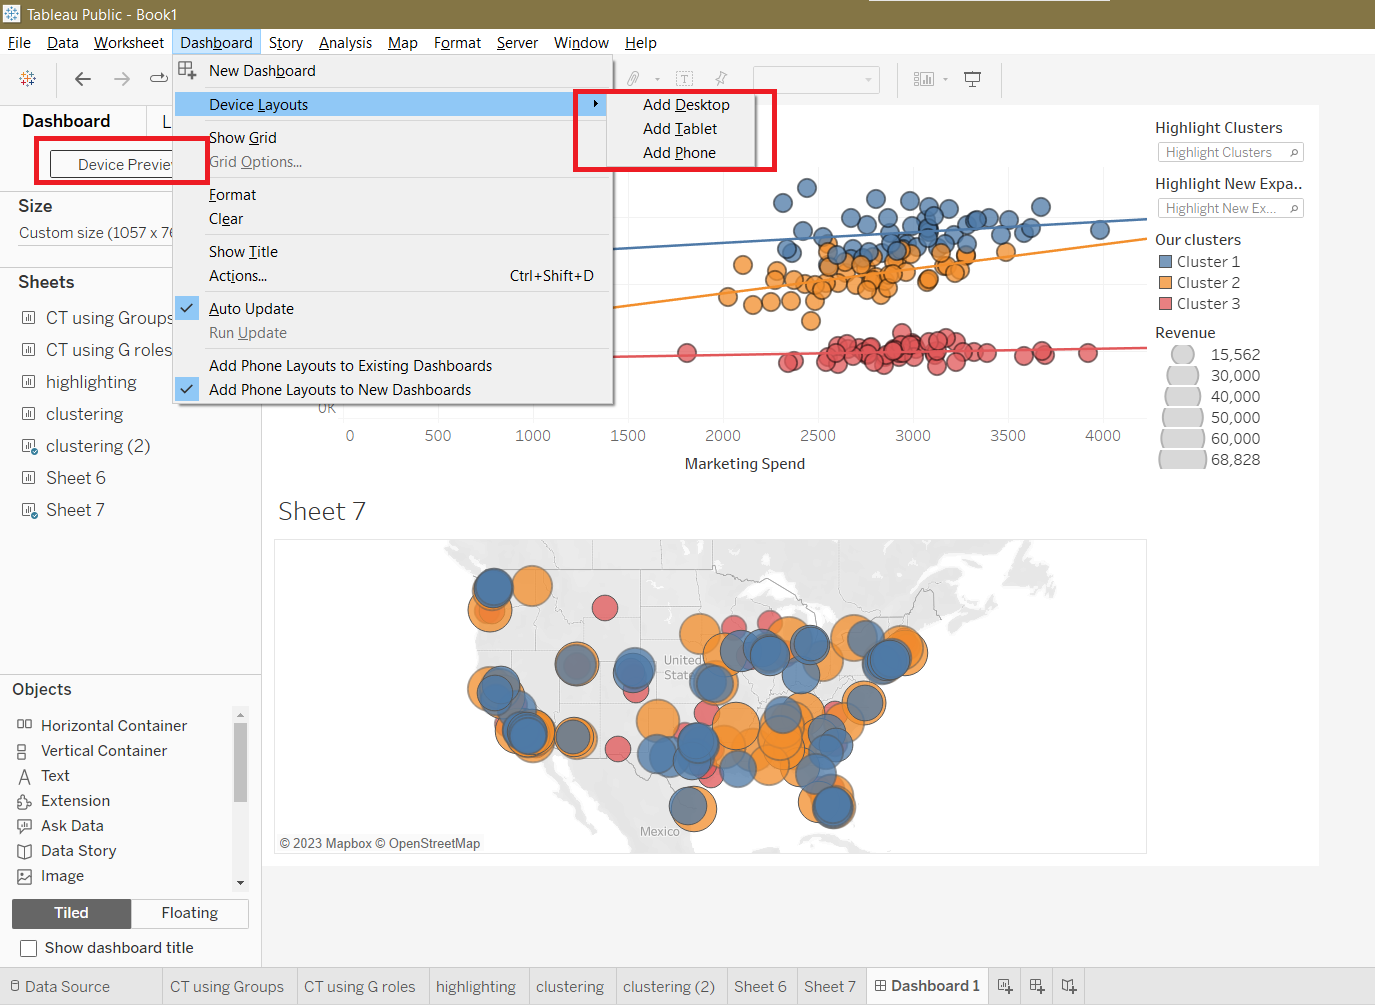 Tableau Public - Book1
File Data Worksheet Dashboard Story Analysis Map Format Server Window Help
New Dashboard
Device Layouts
Add Desktop
Add Tablet
Add Phone
Show Grid
Grid Options...
Format
Clear
Show Title
Actions... Ctrl+Shift+D
Auto Update
Run Update
Add Phone Layouts to Existing Dashboards
Add Phone Layouts to New Dashboards
Dashboard L
Device Preview
Size
Custom size (1057 x 76
Sheets
CT using Groups
CT using G roles
highlighting
clustering
clustering (2)
Sheet 6
Sheet 7
Objects
Horizontal Container
Vertical Container
Text
Extension
Ask Data
Data Story
Image
Tiled Floating
Show dashboard title
0K
0 500 1000 1500 2000 2500 3000 3500 4000
Marketing Spend
Highlight Clusters
Highlight Clusters
Highlight New Expa..
Highlight New Ex...
Our clusters
Cluster 1
Cluster 2
Cluster 3
Revenue
15,562
30,000
40,000
50,000
60,000
68,828
Sheet 7
United
Stat
Mexico
© 2023 Mapbox © OpenStreetMap
Data Source CT using Groups CT using G roles highlighting clustering clustering (2) Sheet 6 Sheet 7 Dashboard 1